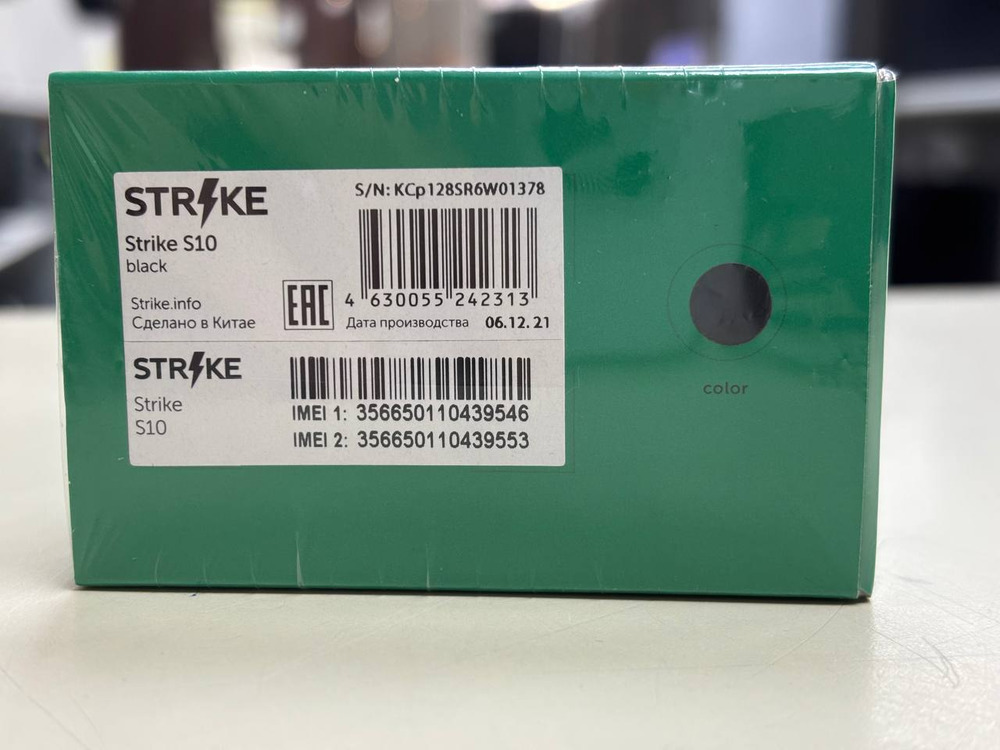 STRIKE
S/N: KCp128SR6W01378
Strike S10
black
Strike.info
Сделано в Китае
EAC
4 630055 242313
Дата производства 06.12.21
STRIKE
Strike
S10
IMEI 1: 356650110439546
IMEI 2: 356650110439553
color